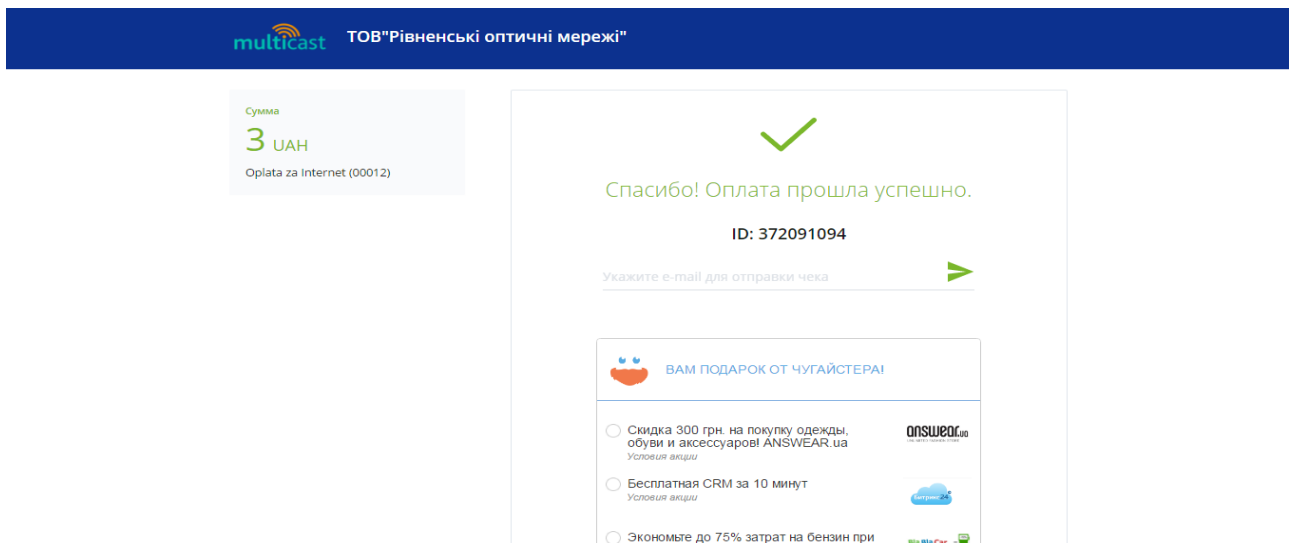 multicast
ТОВ"Рівненські оптичні мережі"
Сумма
3 UAH
Oplata za Internet (00012)
Спасибо! Оплата прошла успешно.
ID: 372091094
Укажите e-mail для отправки чека
ВАМ ПОДАРОК ОТ ЧУГАЙСТЕРА!
Скидка 300 грн. на покупку одежды,
обуви и аксессуаров! ANSWEAR.ua
Условия акции
answear.ua
Бесплатная CRM за 10 минут
Условия акции
Битрикс24
Экономьте до 75% затрат на бензин при
BlaBlaCar